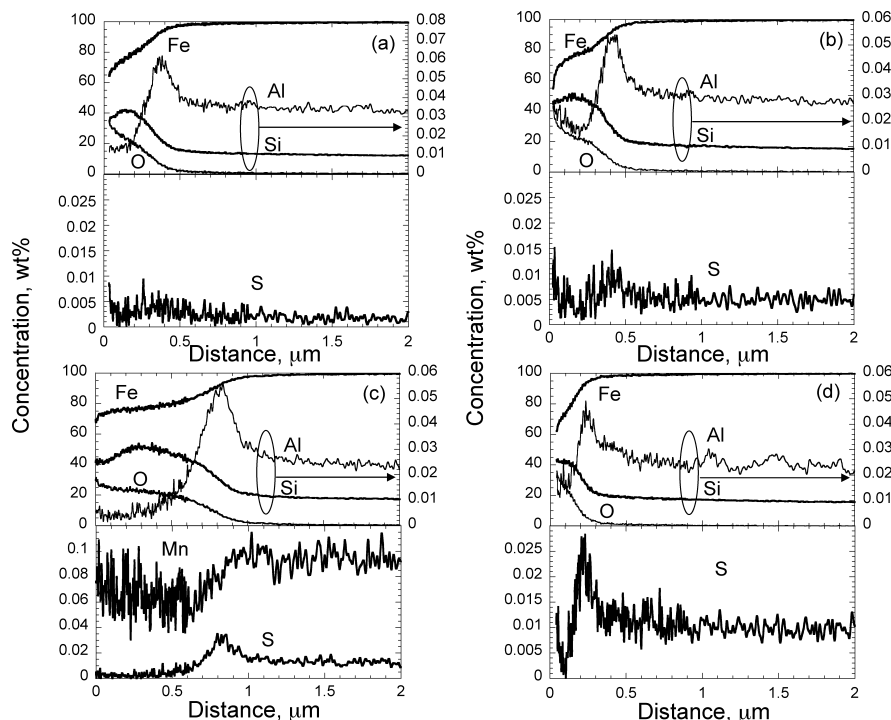 Concentration, wt%
(a)
Fe
Al
Si
O
100
80
60
40
20
0
0.08
0.07
0.06
0.05
0.04
0.03
0.02
0.01
0
S
0.025
0.02
0.015
0.01
0.005
0
0 0.5 1 1.5 2
Distance, μm
Concentration, wt%
(b)
Fe
Al
Si
O
100
80
60
40
20
0
0.06
0.05
0.04
0.03
0.02
0.01
0
S
0.025
0.02
0.015
0.01
0.005
0
0 0.5 1 1.5 2
Distance, μm
(c)
Fe
Al
Si
O
100
80
60
40
20
0
0.06
0.05
0.04
0.03
0.02
0.01
0
Mn
S
0.1
0.08
0.06
0.04
0.02
0
0 0.5 1 1.5 2
Distance, μm
(d)
Fe
Al
Si
O
100
80
60
40
20
0
0.06
0.05
0.04
0.03
0.02
0.01
0
S
0.025
0.02
0.015
0.01
0.005
0
0 0.5 1 1.5 2
Distance, μm